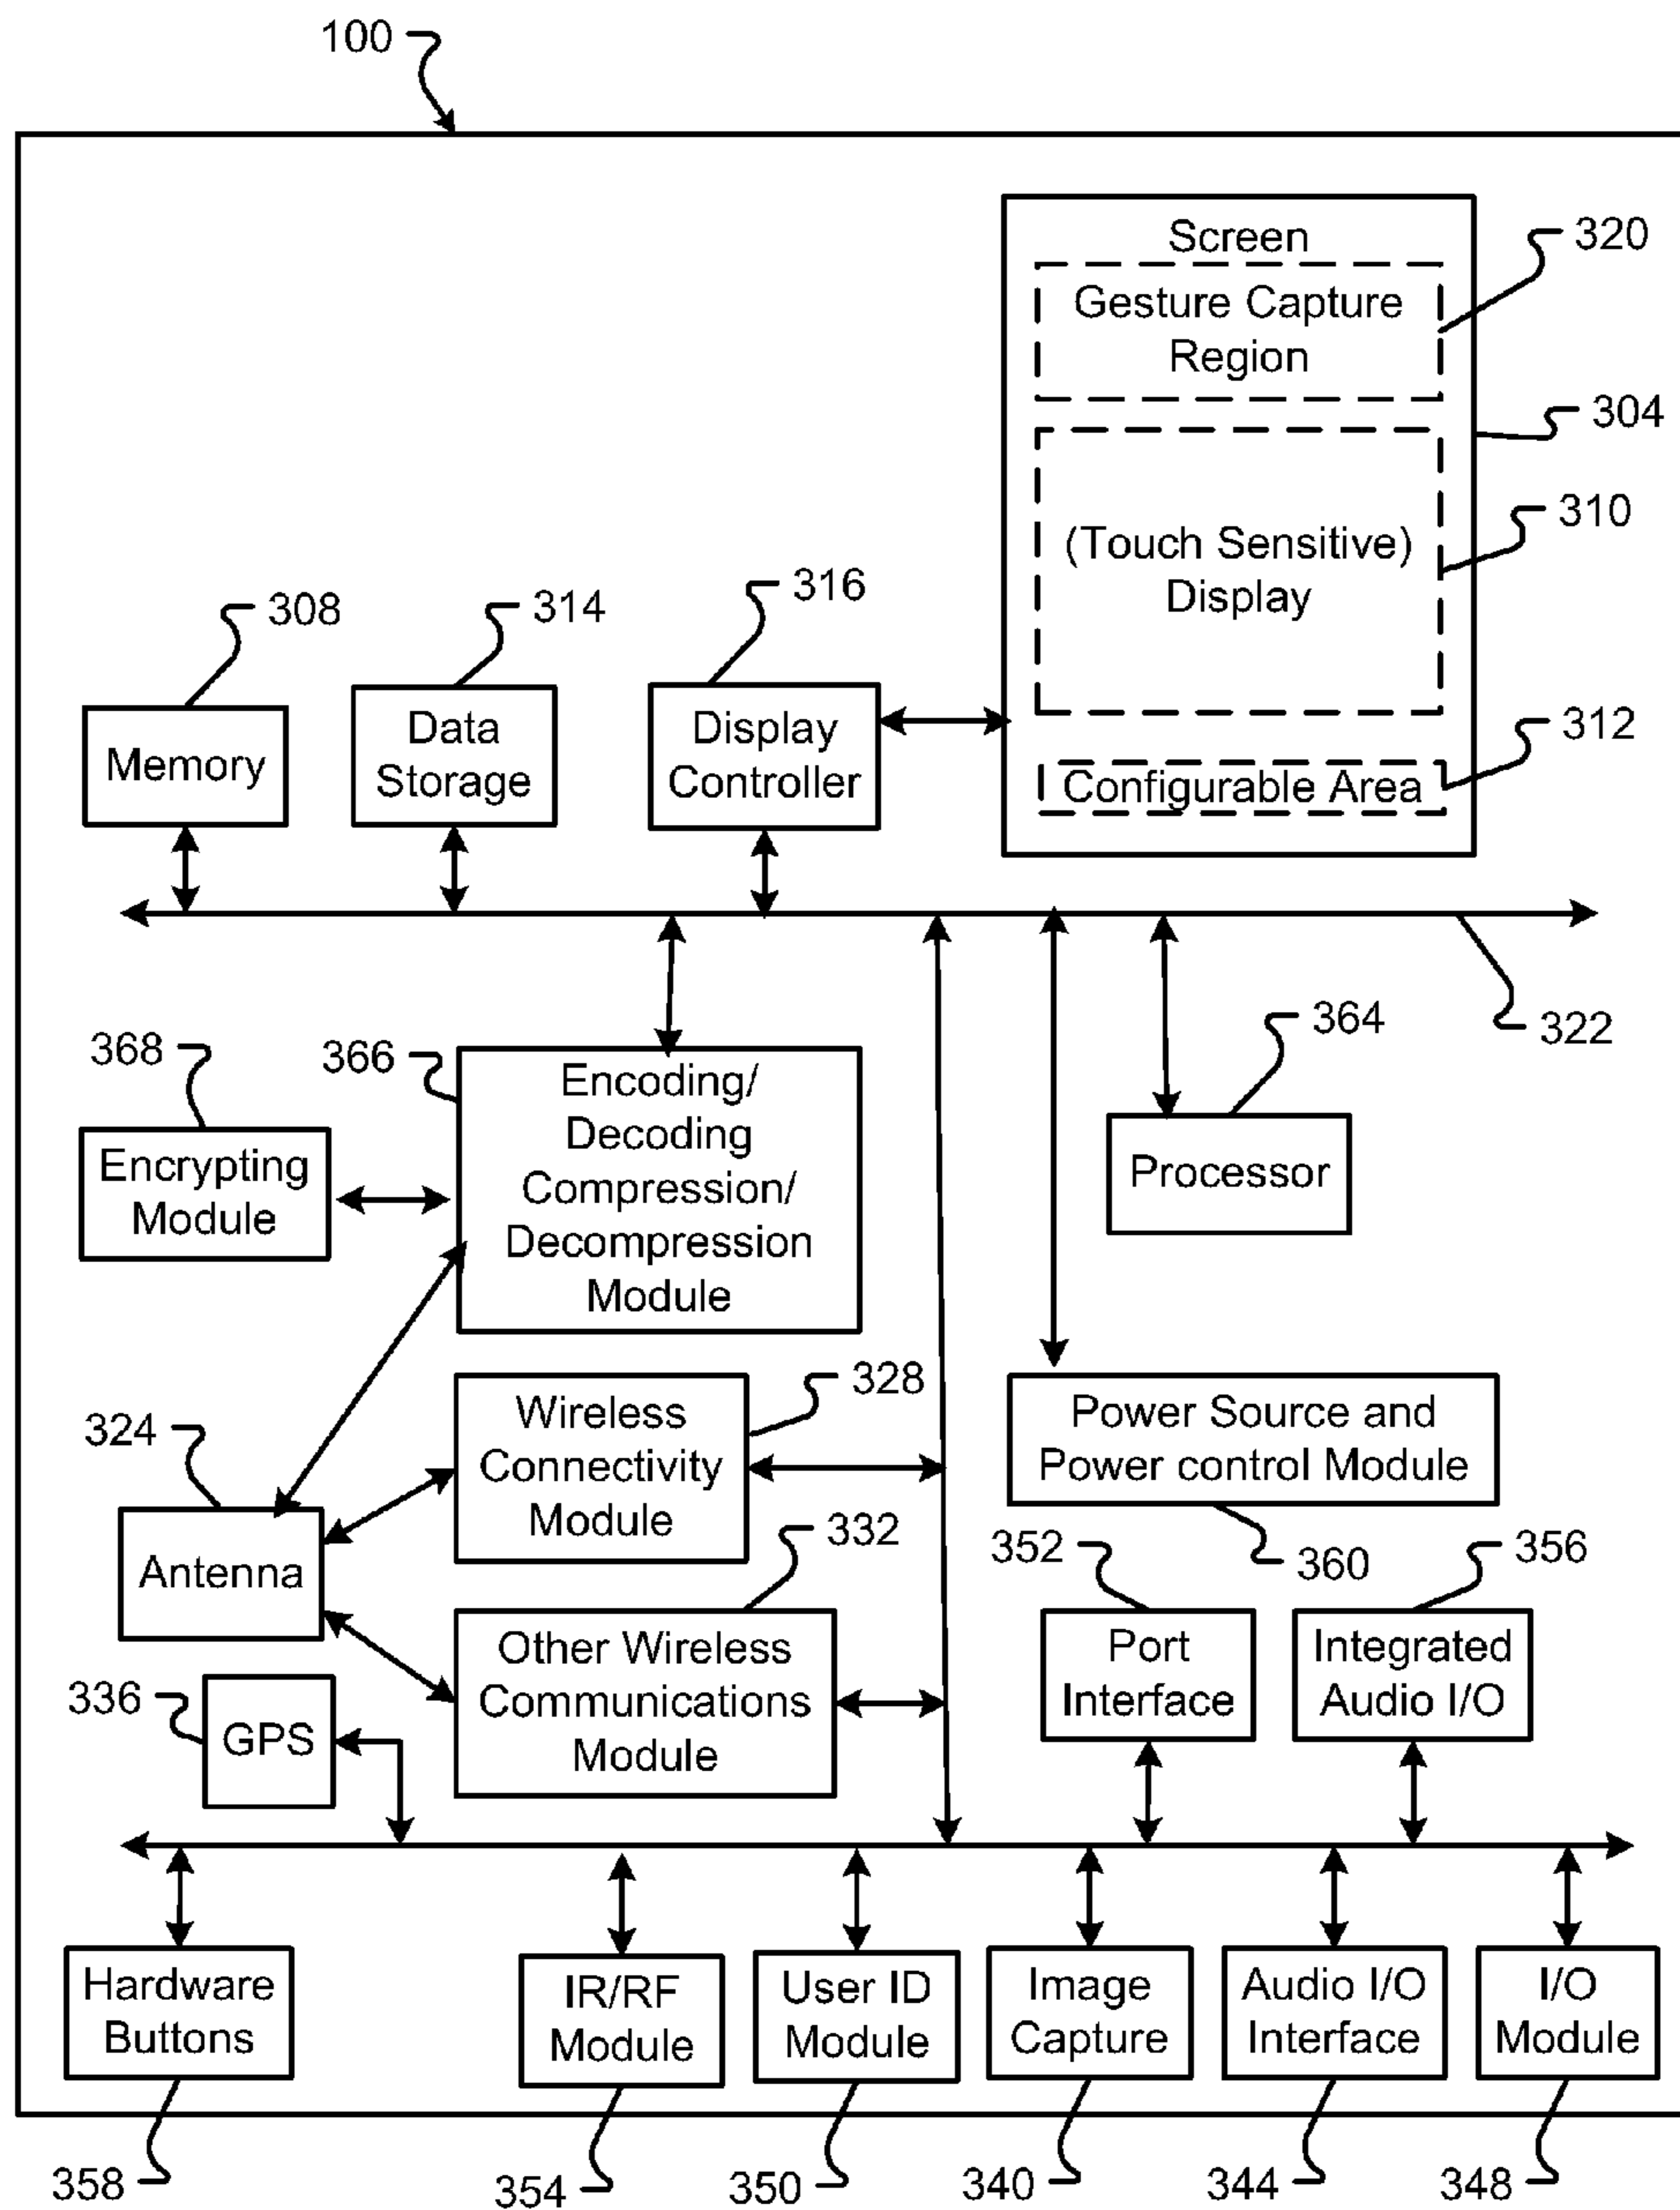 100
Screen
320
Gesture Capture
Region
304
310
(Touch Sensitive)
Display
316
308
314
312
Memory
Data
Storage
Display
Controller
Configurable Area
322
364
368
366
Encoding/
Decoding
Compression/
Decompression
Module
Encrypting
Module
Processor
328
324
Wireless
Connectivity
Module
Power Source and
Power control Module
332
352
360
356
Antenna
Other Wireless
Communications
Module
Port
Interface
Integrated
Audio I/O
336
GPS
Hardware
Buttons
IR/RF
Module
User ID
Module
Image
Capture
Audio I/O
Interface
I/O
Module
358
354
350
340
344
348